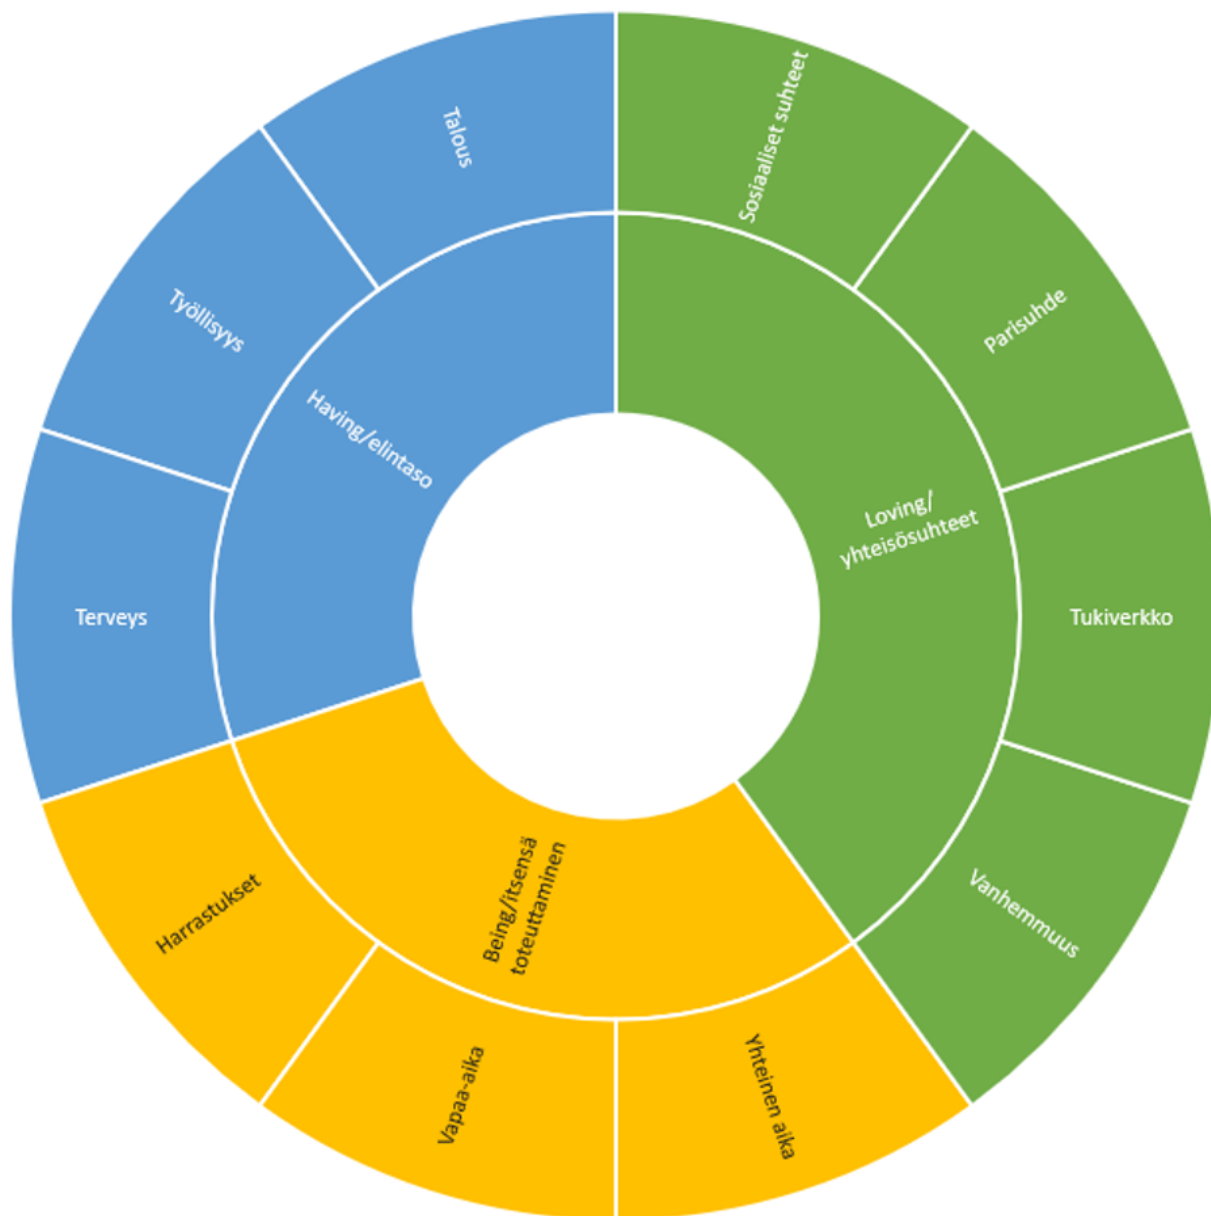 Sosiaaliset suhteet
Parisuhde
Tukiverkko
Vanhemmuus
Yhteinen aika
Vapaa-aika
Harrastukset
Terveys
Työllisyys
Talous
Loving/
yhteisösuhteet
Being/itsensä
toteuttaminen
Having/elintaso